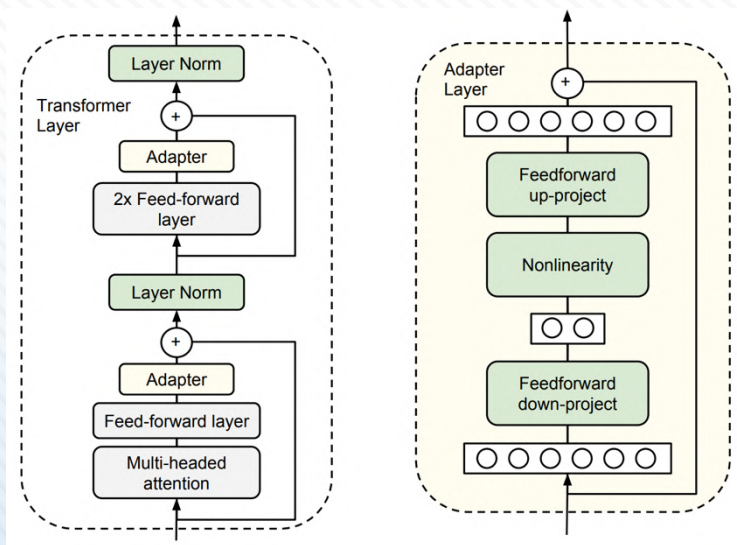 Layer Norm
Transformer
Layer
+
Adapter
2x Feed-forward
layer
Layer Norm
+
Adapter
Feed-forward layer
Multi-headed
attention
Adapter
Layer
+
Feedforward
up-project
Nonlinearity
Feedforward
down-project